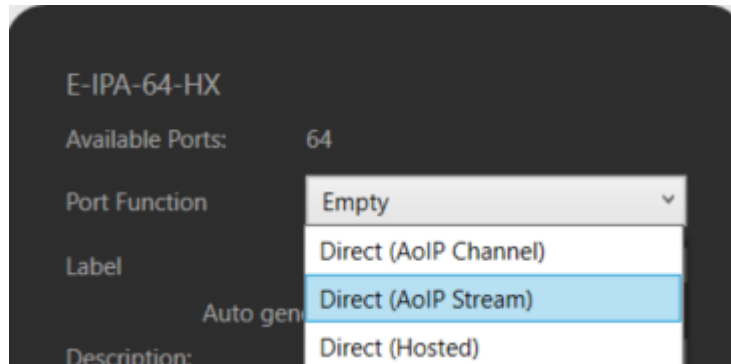 E-IPA-64-HX
Available Ports: 64
Port Function Empty
Direct (AoIP Channel)
Label
Direct (AoIP Stream)
Auto gen
Direct (Hosted)
Description: